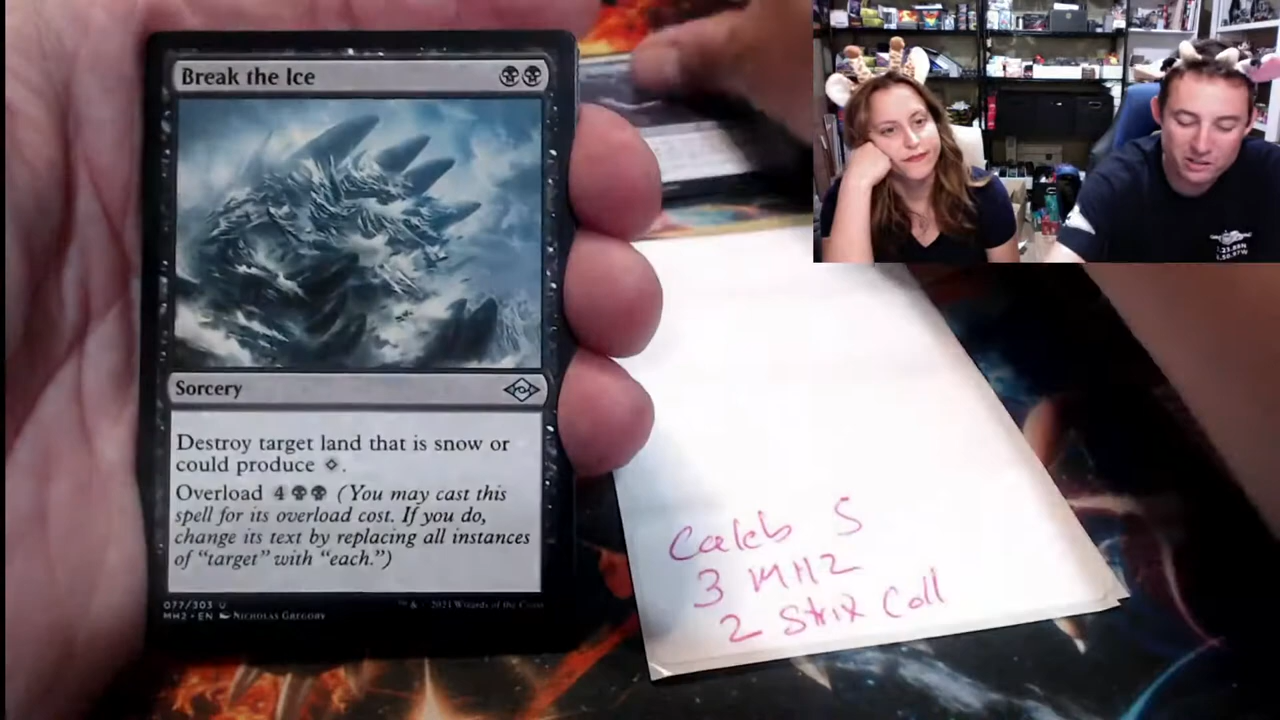 Break the Ice
Sorcery
Destroy target land that is snow or
could produce
Overload 4 (You may cast this
spell for its overload cost. If you do,
change its text by replacing all instances
of “target” with “each.”)
077/303 U
MH2 • EN Nicholas Gregory
™ & © 2021 Wizards of the Coast
Caleb S
3 MH2
2 Strix Coll